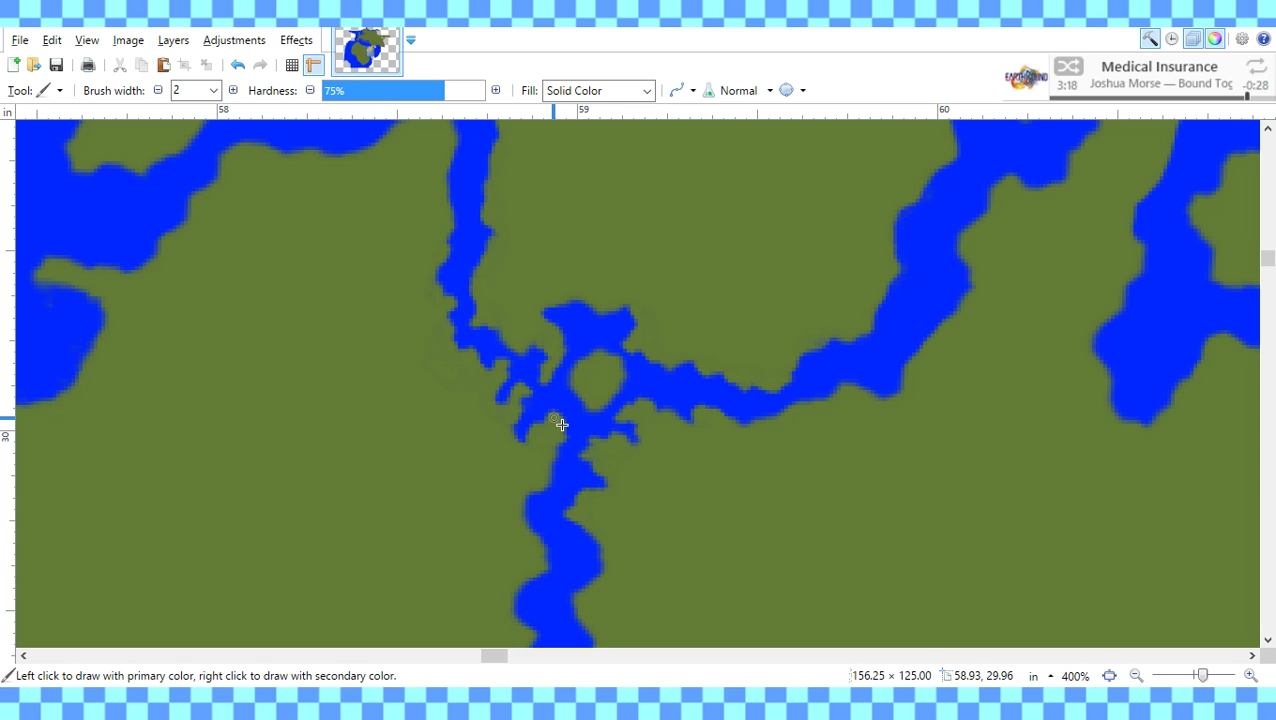 File Edit View Image Layers Adjustments Effects
Medical Insurance
3:18 Joshua Morse — Bound Tog -0:28
EARTHBOUND
Tool: Brush width: 2 Hardness: 75% Fill: Solid Color Normal
in 58 59 60
30
Left click to draw with primary color, right click to draw with secondary color. 156.25 × 125.00 58.93, 29.96 in 400%